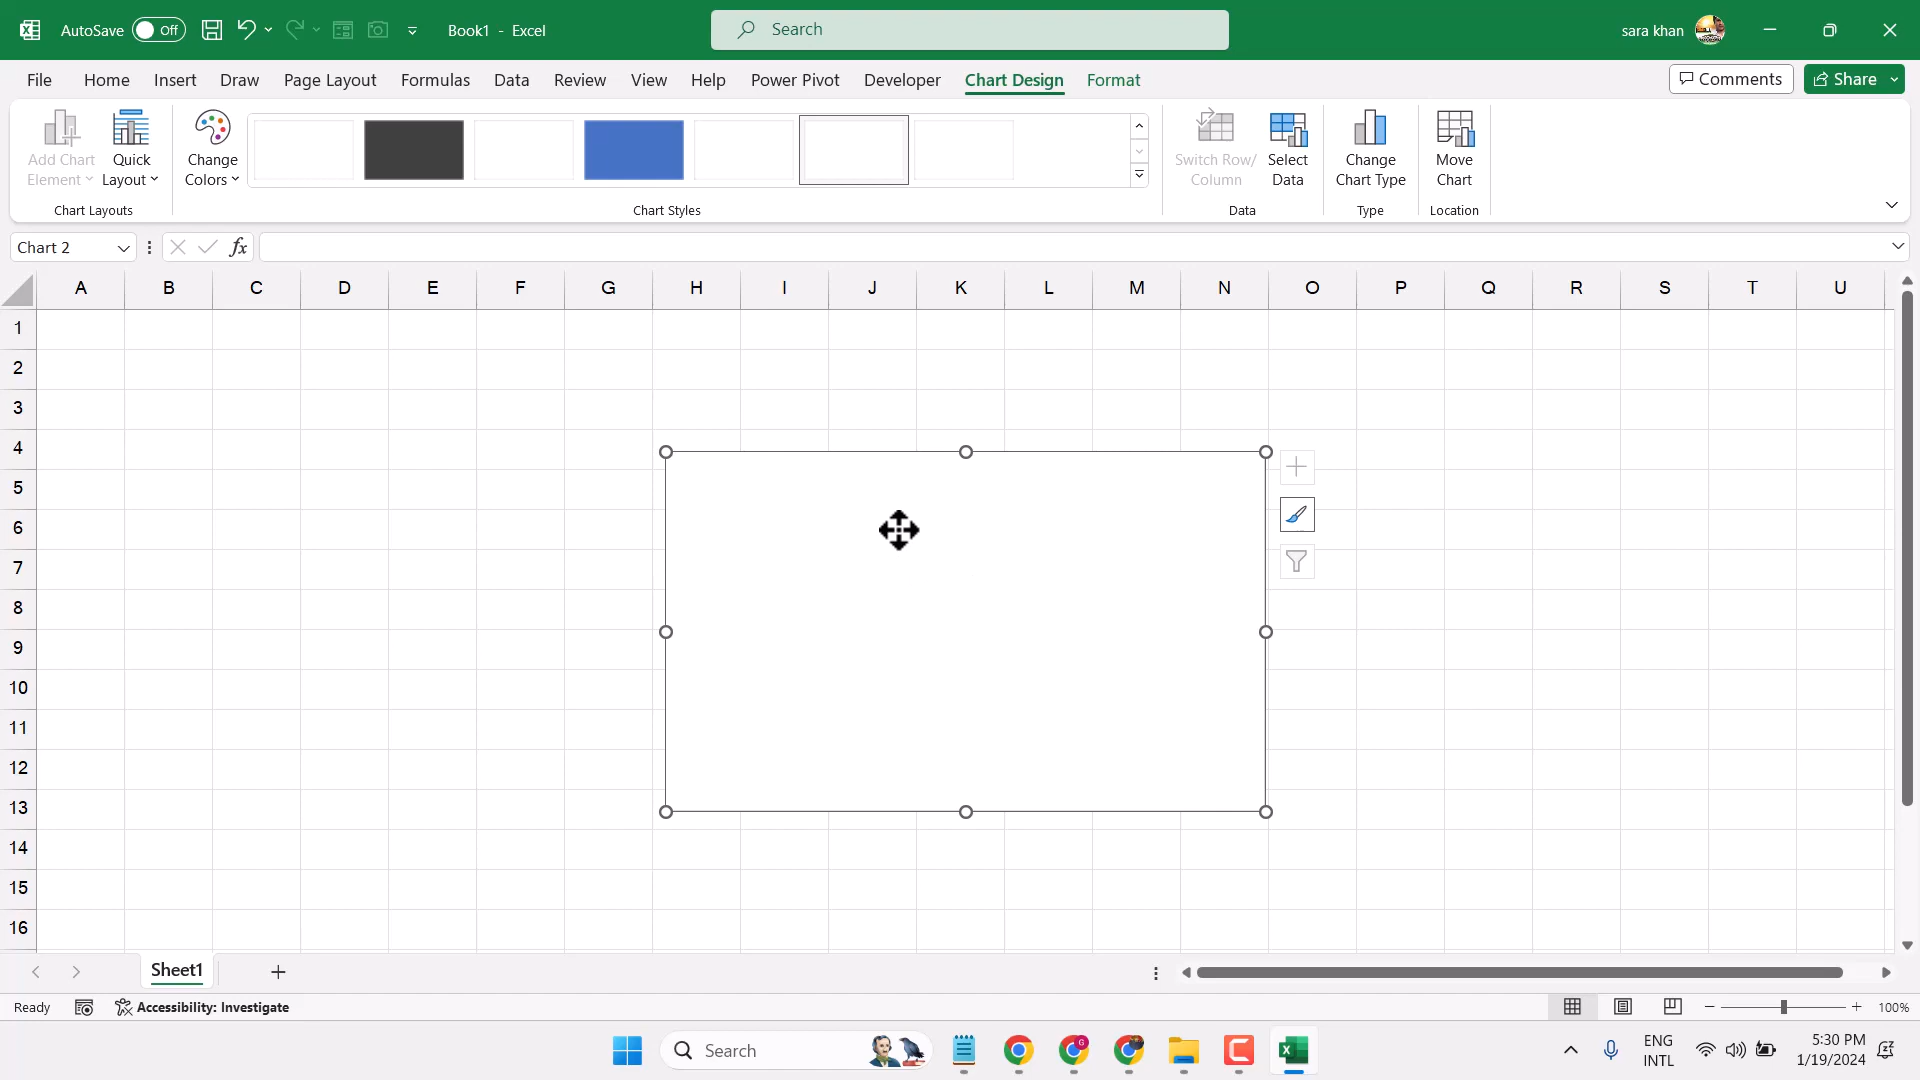 AutoSave Off Book1 - Excel Search sara khan
File Home Insert Draw Page Layout Formulas Data Review View Help Power Pivot Developer Chart Design Format Comments Share
Add Chart Element Quick Layout Change Colors Switch Row/ Column Select Data Change Chart Type Move Chart
Chart Layouts Chart Styles Data Type Location
Chart 2 fx
A B C D E F G H I J K L M N O P Q R S T U
1
2
3
4
5
6
7
8
9
10
11
12
13
14
15
16
Sheet1
Ready Accessibility: Investigate 100%
Search ENG INTL 5:30 PM 1/19/2024